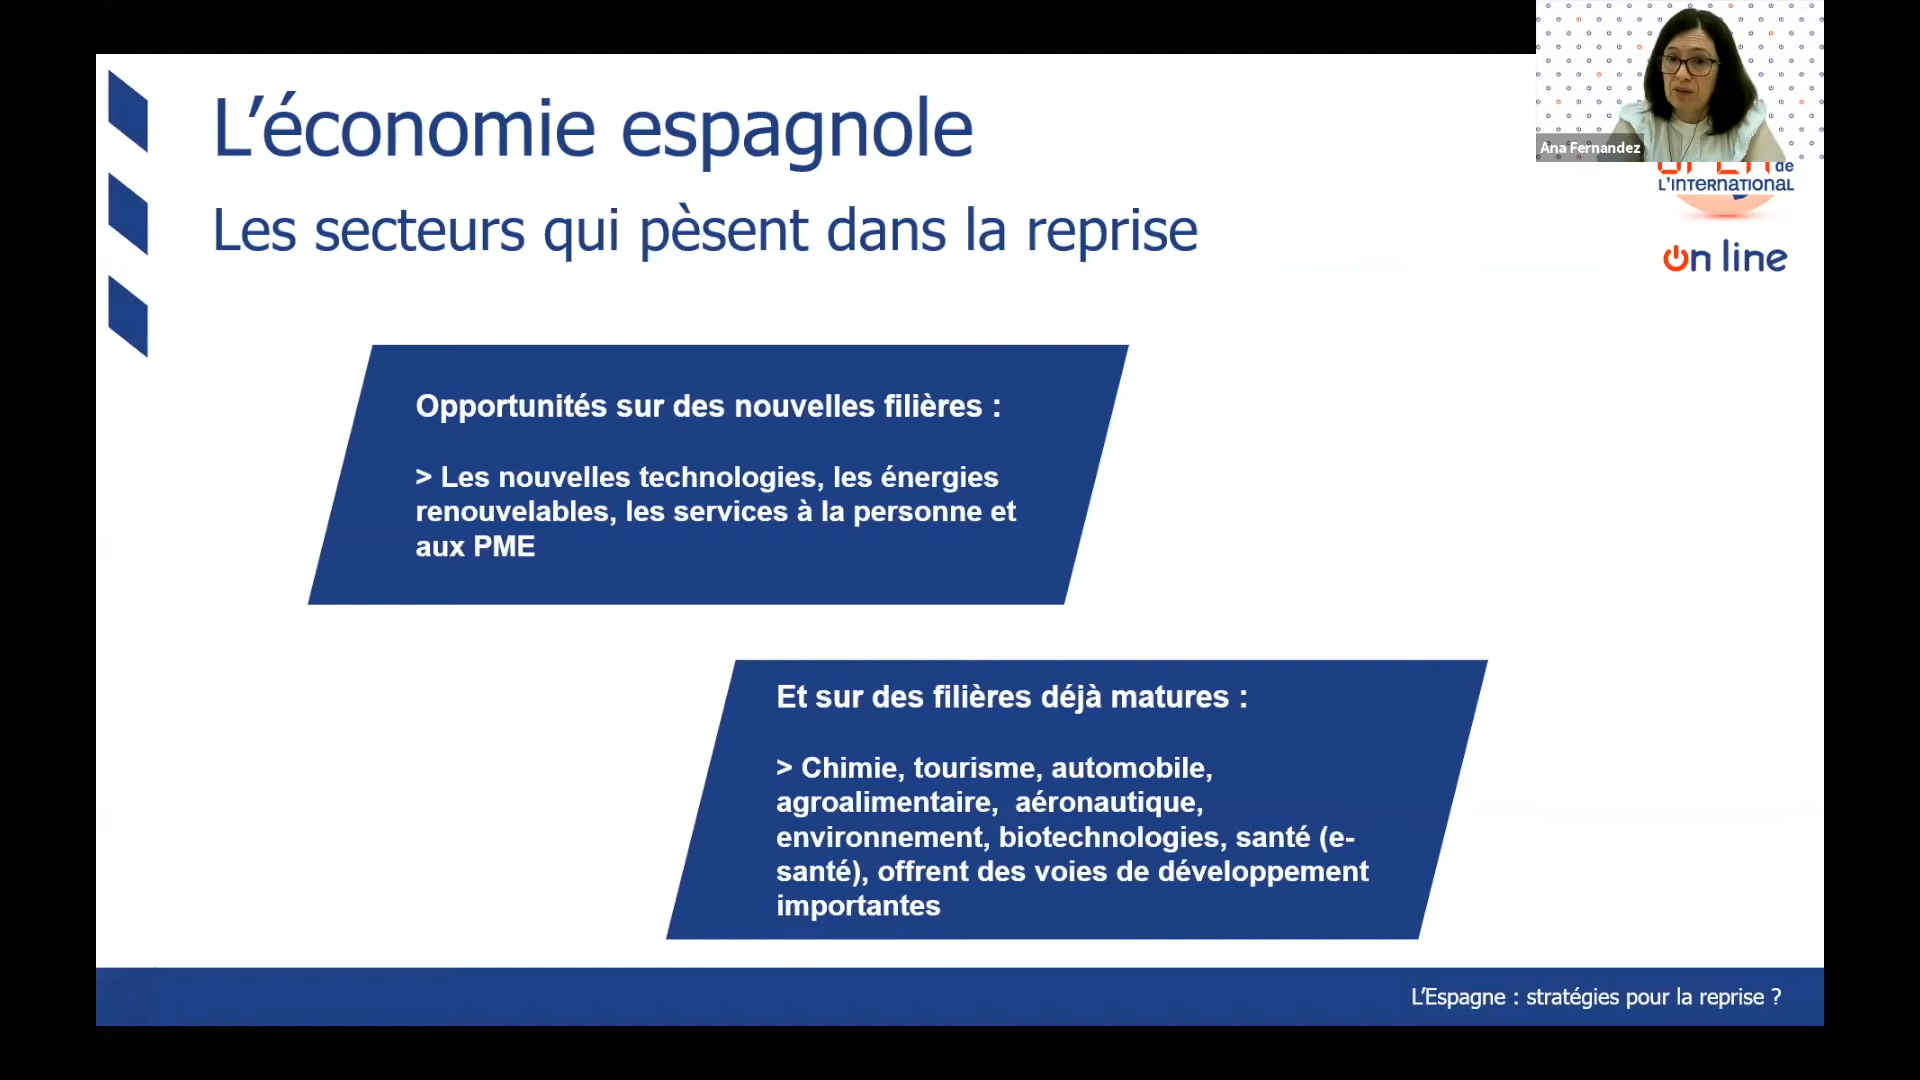 L'économie espagnole
Les secteurs qui pèsent dans la reprise
Ana Fernandez
OPEN de
L'INTERNATIONAL
On line
Opportunités sur des nouvelles filières :
> Les nouvelles technologies, les énergies
renouvelables, les services à la personne et
aux PME
Et sur des filières déjà matures :
> Chimie, tourisme, automobile,
agroalimentaire, aéronautique,
environnement, biotechnologies, santé (e-
santé), offrent des voies de développement
importantes
L'Espagne : stratégies pour la reprise ?